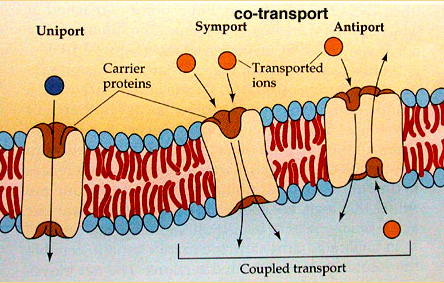 co-transport
Uniport
Symport
Antiport
Carrier
proteins
Transported
ions
Coupled transport